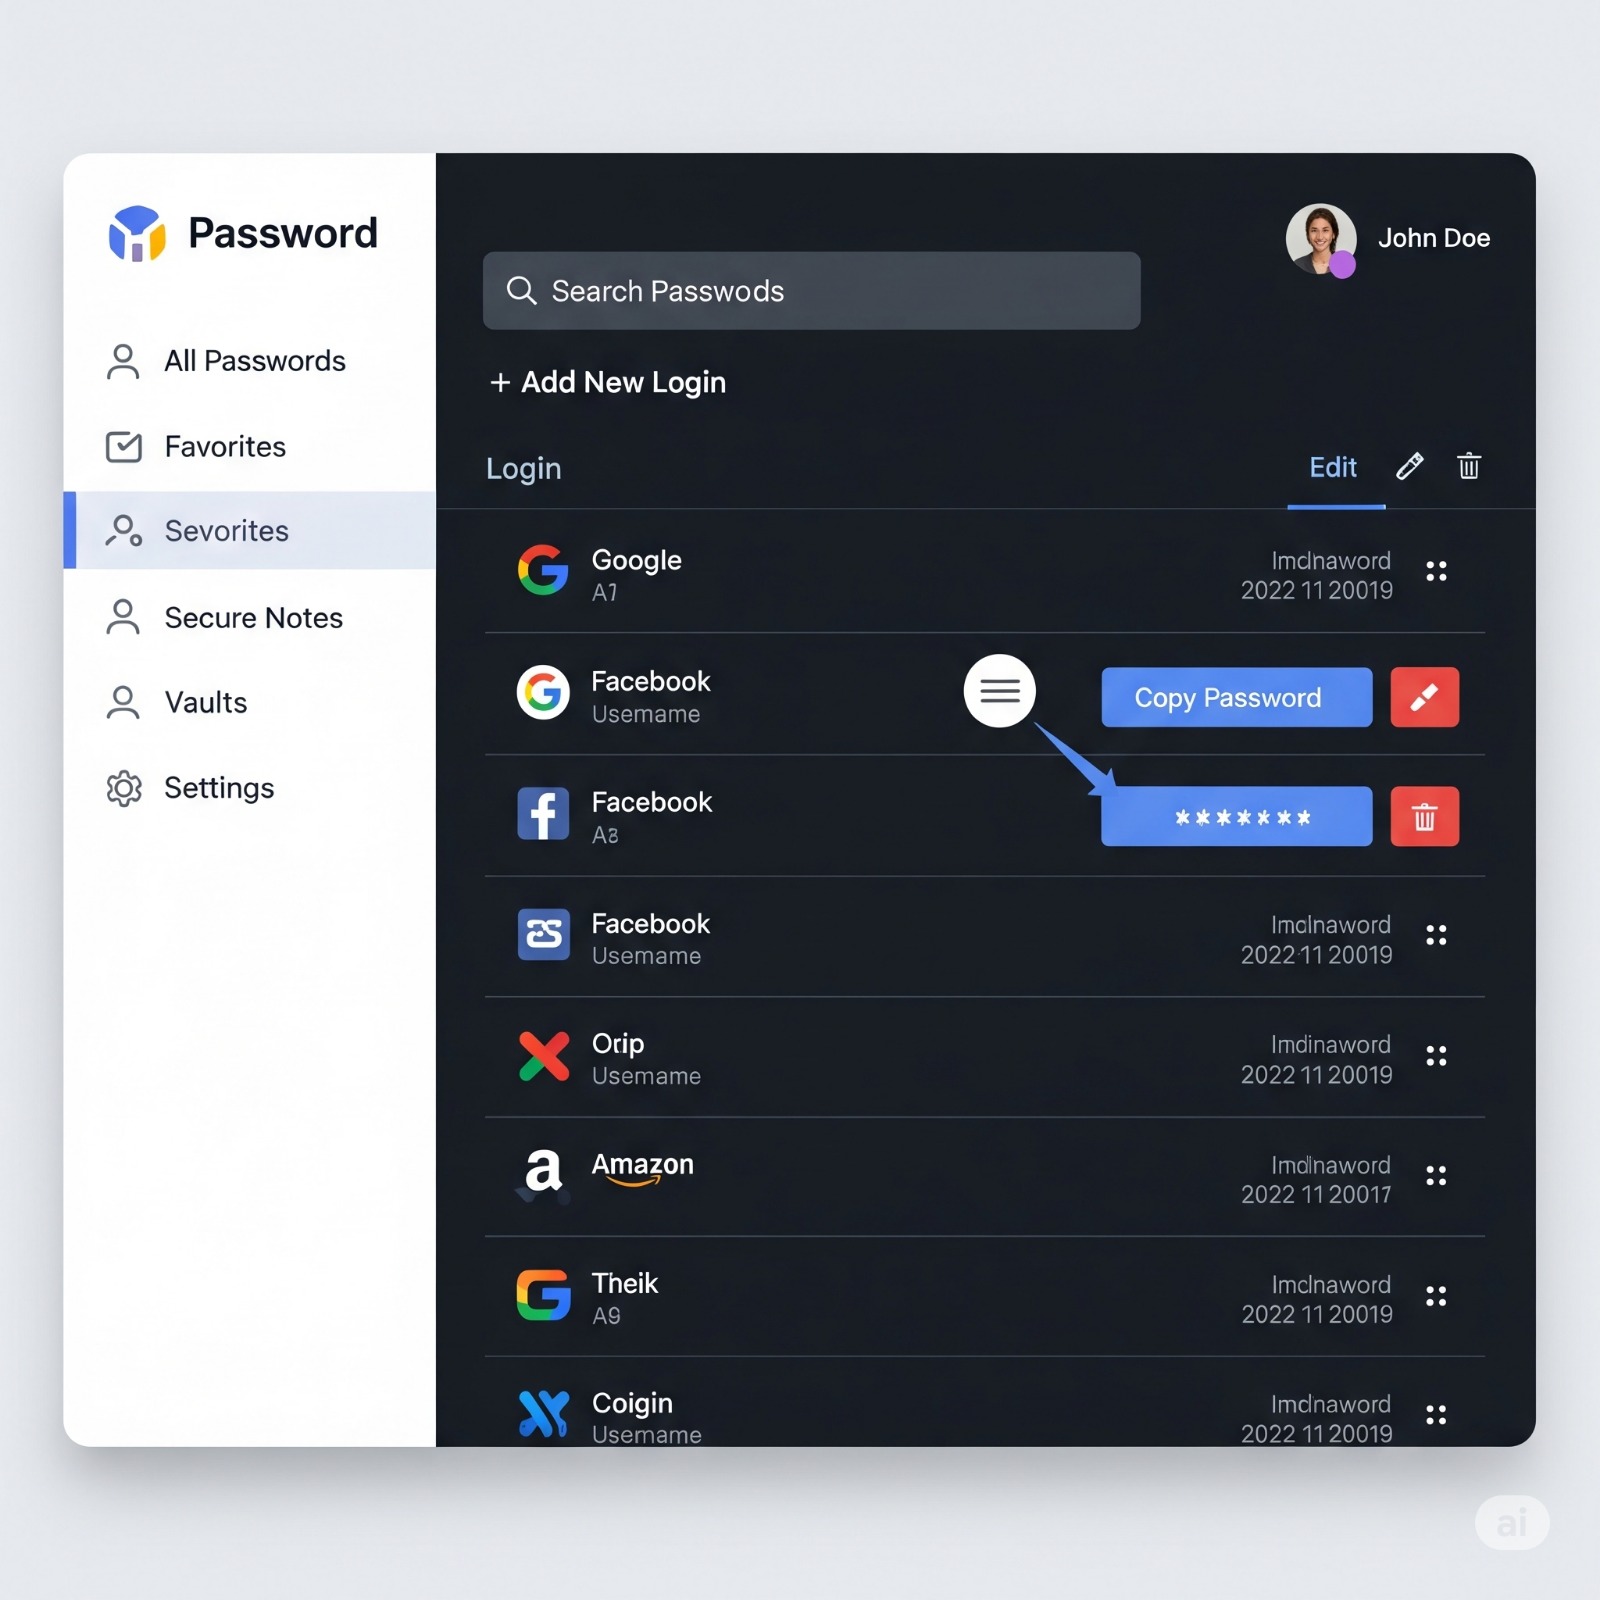 Password
All Passwords
Favorites
Sevorites
Secure Notes
Vaults
Settings
John Doe
Search Passwods
+ Add New Login
Login
Edit
Google
A7
Imdnaword
2022 11 20019
Facebook
Usemame
Copy Password
Facebook
A8
*******
Facebook
Usemame
Imdnaword
2022 11 20019
Orip
Usemame
Imdinaword
2022 11 20019
a
Amazon
Imdnaword
2022 11 20017
Theik
A9
Imdnaword
2022 11 20019
Coigin
Usemame
Imdnaword
2022 11 20019
ai